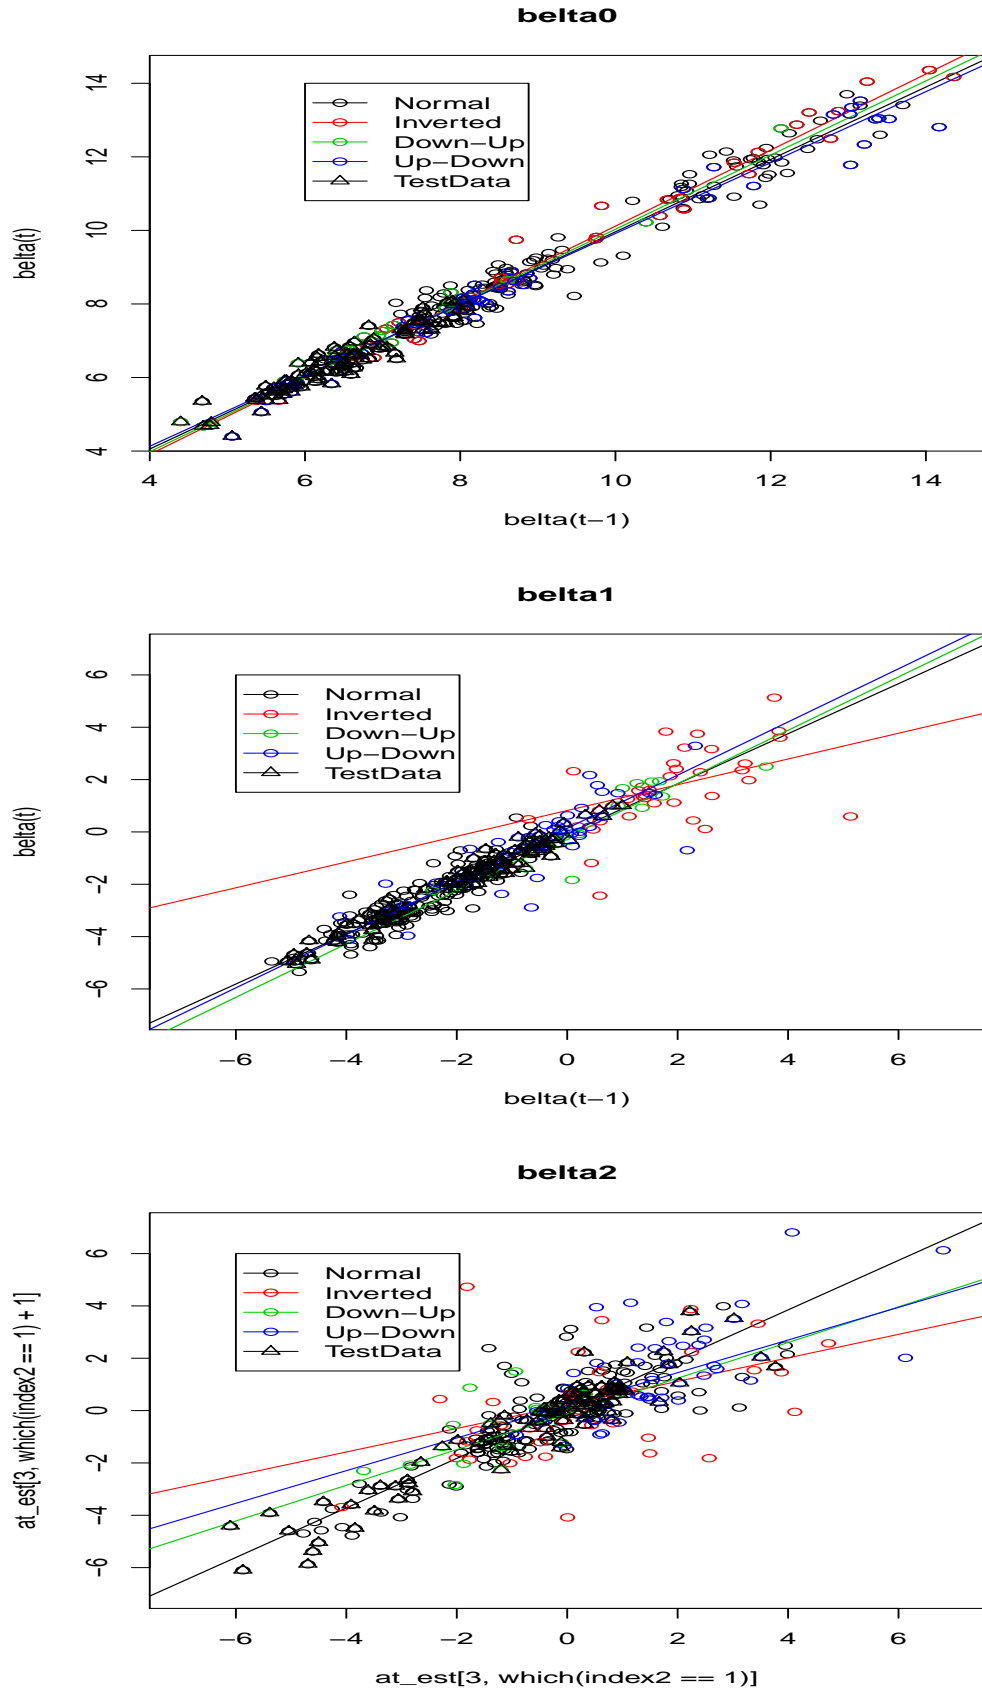 belta0
14
12
10
8
6
4
belta(t)
Normal
Inverted
Down−Up
Up−Down
TestData
4 6 8 10 12 14
belta(t−1)
belta1
6
4
2
0
−2
−4
−6
belta(t)
Normal
Inverted
Down−Up
Up−Down
TestData
−6 −4 −2 0 2 4 6
belta(t−1)
belta2
6
4
2
0
−2
−4
−6
at_est[3, which(index2 == 1) + 1]
Normal
Inverted
Down−Up
Up−Down
TestData
−6 −4 −2 0 2 4 6
at_est[3, which(index2 == 1)]